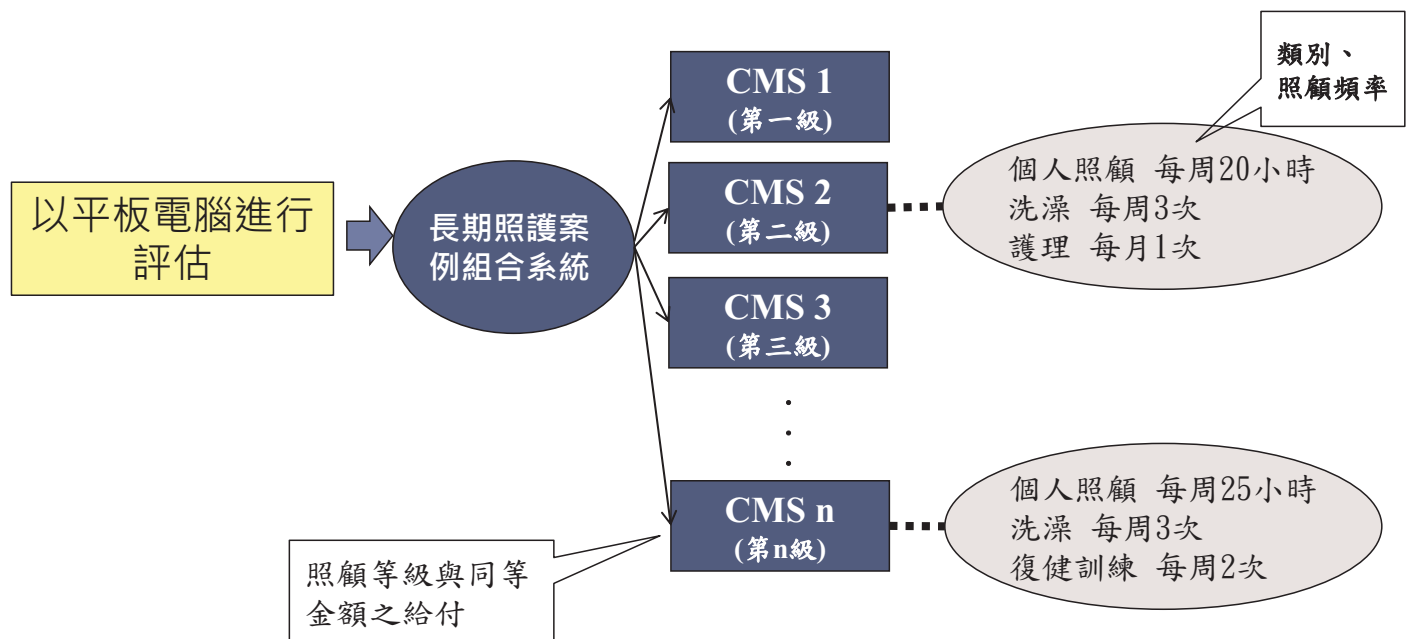 以平板電腦進行
評估
長期照護案
例組合系統
CMS 1
(第一級)
CMS 2
(第二級)
CMS 3
(第三級)
.
.
.
CMS n
(第n級)
類別、
照顧頻率
個人照顧 每周20小時
洗澡 每周3次
護理 每月1次
個人照顧 每周25小時
洗澡 每周3次
復健訓練 每周2次
照顧等級與同等
金額之給付